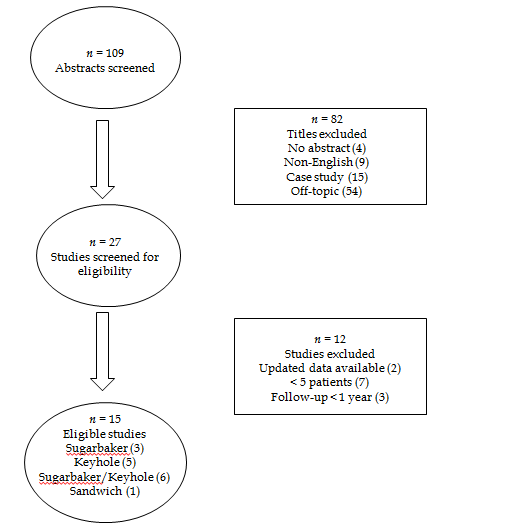 n = 109
Abstracts screened
n = 82
Titles excluded
No abstract (4)
Non-English (9)
Case study (15)
Off-topic (54)
n = 27
Studies screened for
eligibility
n = 12
Studies excluded
Updated data available (2)
< 5 patients (7)
Follow-up <1 year (3)
n = 15
Eligible studies
Sugarbaker (3)
Keyhole (5)
Sugarbaker/Keyhole (6)
Sandwich (1)